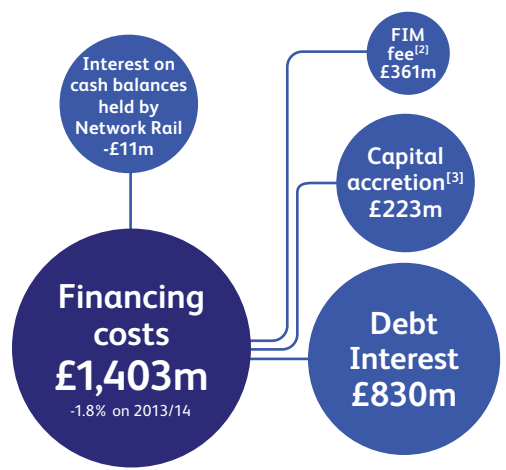 Interest on
cash balances
held by
Network Rail
-£11m
FIM
fee[2]
£361m
Capital
accretion[3]
£223m
Financing
costs
£1,403m
-1.8% on 2013/14
Debt
Interest
£830m